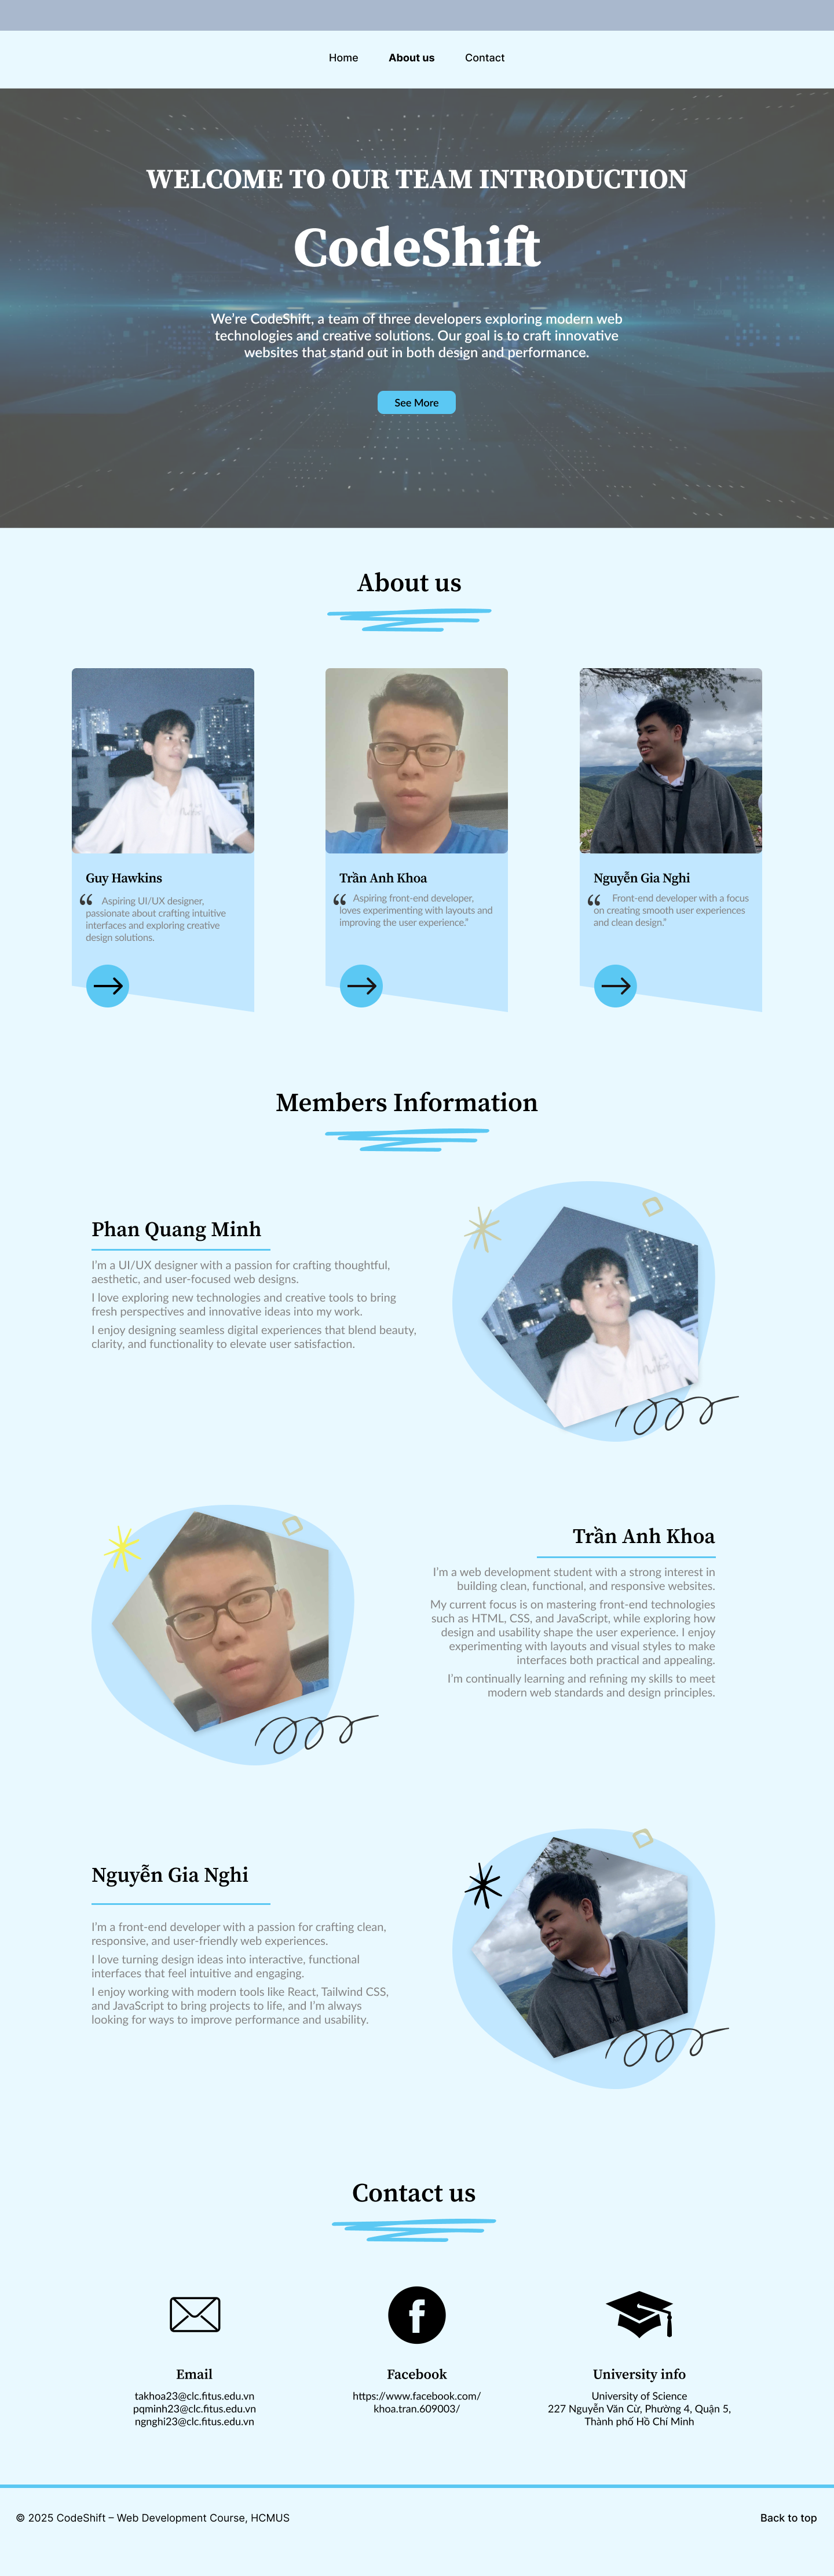 Home About us Contact
WELCOME TO OUR TEAM INTRODUCTION
CodeShift
We're CodeShift, a team of three developers exploring modern web
technologies and creative solutions. Our goal is to craft innovative
websites that stand out in both design and performance.
See More
About us
Guy Hawkins
“ Aspiring UI/UX designer,
passionate about crafting intuitive
interfaces and exploring creative
design solutions.
Trần Anh Khoa
“ Aspiring front-end developer,
loves experimenting with layouts and
improving the user experience.”
Nguyễn Gia Nghi
“ Front-end developer with a focus
on creating smooth user experiences
and clean design.”
Members Information
Phan Quang Minh
I'm a UI/UX designer with a passion for crafting thoughtful,
aesthetic, and user-focused web designs.
I love exploring new technologies and creative tools to bring
fresh perspectives and innovative ideas into my work.
I enjoy designing seamless digital experiences that blend beauty,
clarity, and functionality to elevate user satisfaction.
Trần Anh Khoa
I'm a web development student with a strong interest in
building clean, functional, and responsive websites.
My current focus is on mastering front-end technologies
such as HTML, CSS, and JavaScript, while exploring how
design and usability shape the user experience. I enjoy
experimenting with layouts and visual styles to make
interfaces both practical and appealing.
I'm continually learning and refining my skills to meet
modern web standards and design principles.
Nguyễn Gia Nghi
I'm a front-end developer with a passion for crafting clean,
responsive, and user-friendly web experiences.
I love turning design ideas into interactive, functional
interfaces that feel intuitive and engaging.
I enjoy working with modern tools like React, Tailwind CSS,
and JavaScript to bring projects to life, and I'm always
looking for ways to improve performance and usability.
Contact us
Email
takhoa23@clc.fitus.edu.vn
pqminh23@clc.fitus.edu.vn
ngnghi23@clc.fitus.edu.vn
Facebook
https://www.facebook.com/
khoa.tran.609003/
University info
University of Science
227 Nguyễn Văn Cừ, Phường 4, Quận 5,
Thành phố Hồ Chí Minh
© 2025 CodeShift – Web Development Course, HCMUS
Back to top